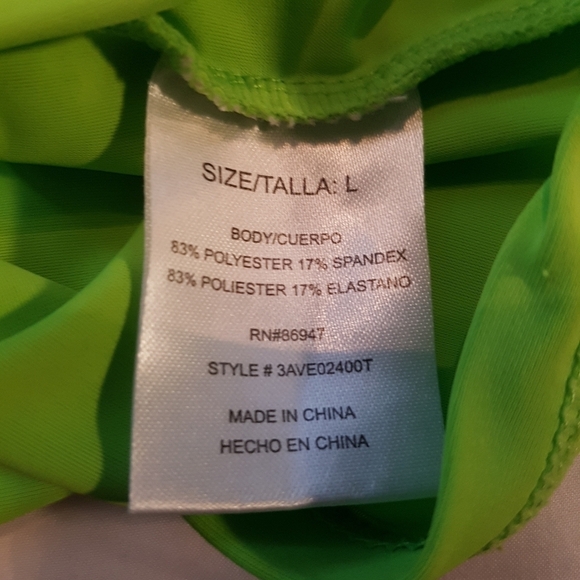 SIZE/TALLA: L
BODY/CUERPO
83% POLYESTER 17% SPANDEX
83% POLIESTER 17% ELASTANO
RN#86947
STYLE # 3AVE02400T
MADE IN CHINA
HECHO EN CHINA